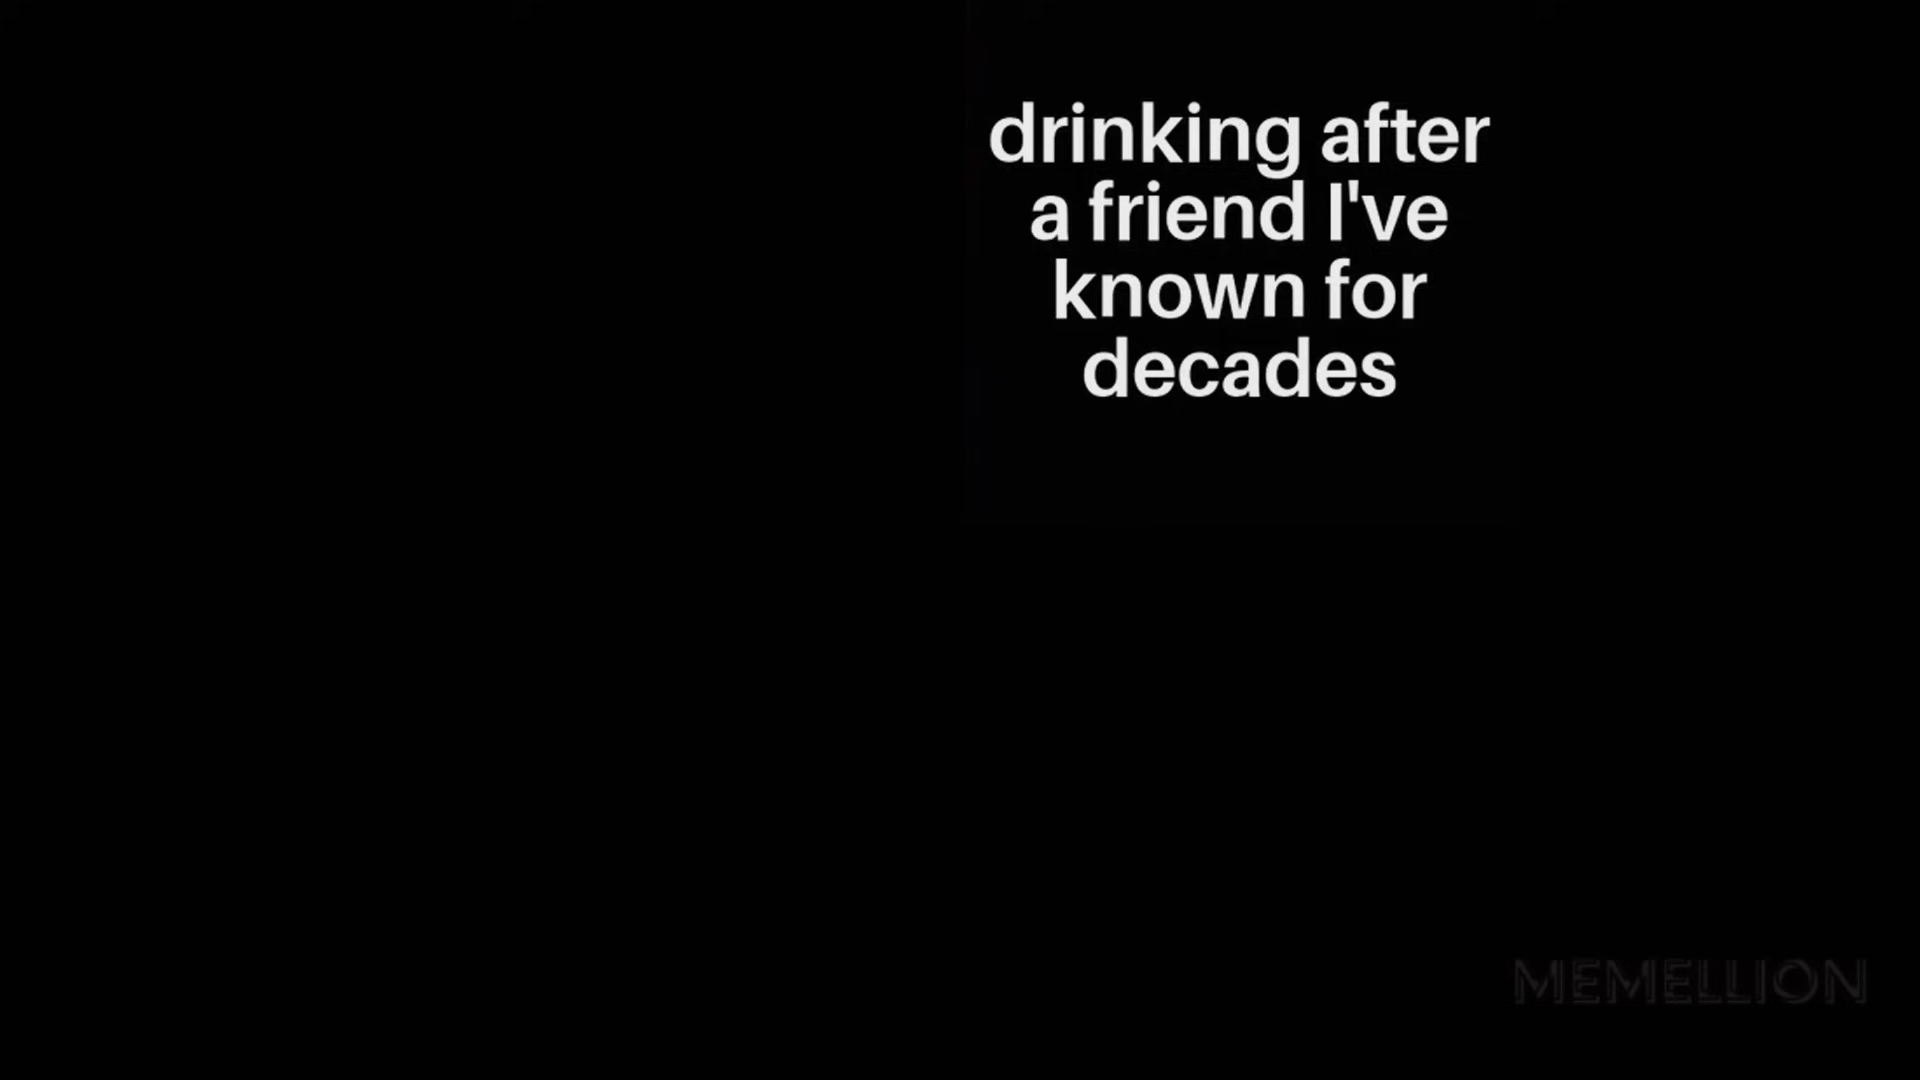 drinking after
a friend I've
known for
decades
MEMELLION